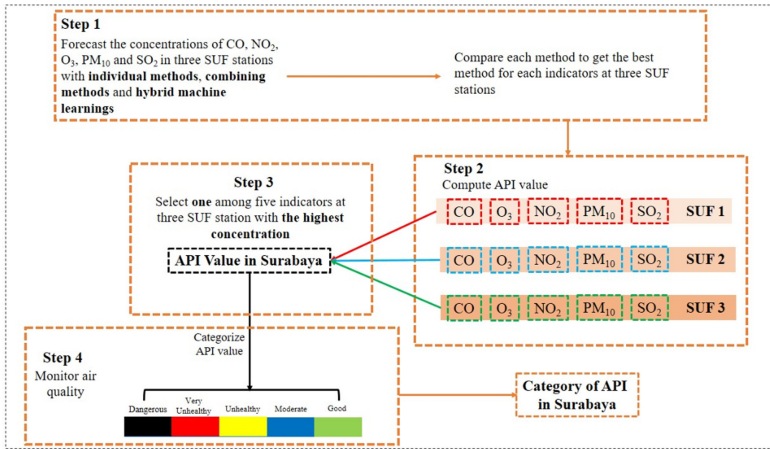 Step 1
Forecast the concentrations of CO, NO₂,
O₃, PM₁₀ and SO₂ in three SUF stations
with individual methods, combining
methods and hybrid machine
learnings
Compare each method to get the best
method for each indicators at three SUF
stations
Step 2
Compute API value
CO O₃ NO₂ PM₁₀ SO₂ SUF 1
CO O₃ NO₂ PM₁₀ SO₂ SUF 2
CO O₃ NO₂ PM₁₀ SO₂ SUF 3
Step 3
Select one among five indicators at
three SUF station with the highest
concentration
API Value in Surabaya
Categorize
API value
Step 4
Monitor air
quality
Dangerous
Very
Unhealthy
Unhealthy
Moderate
Good
Category of API
in Surabaya